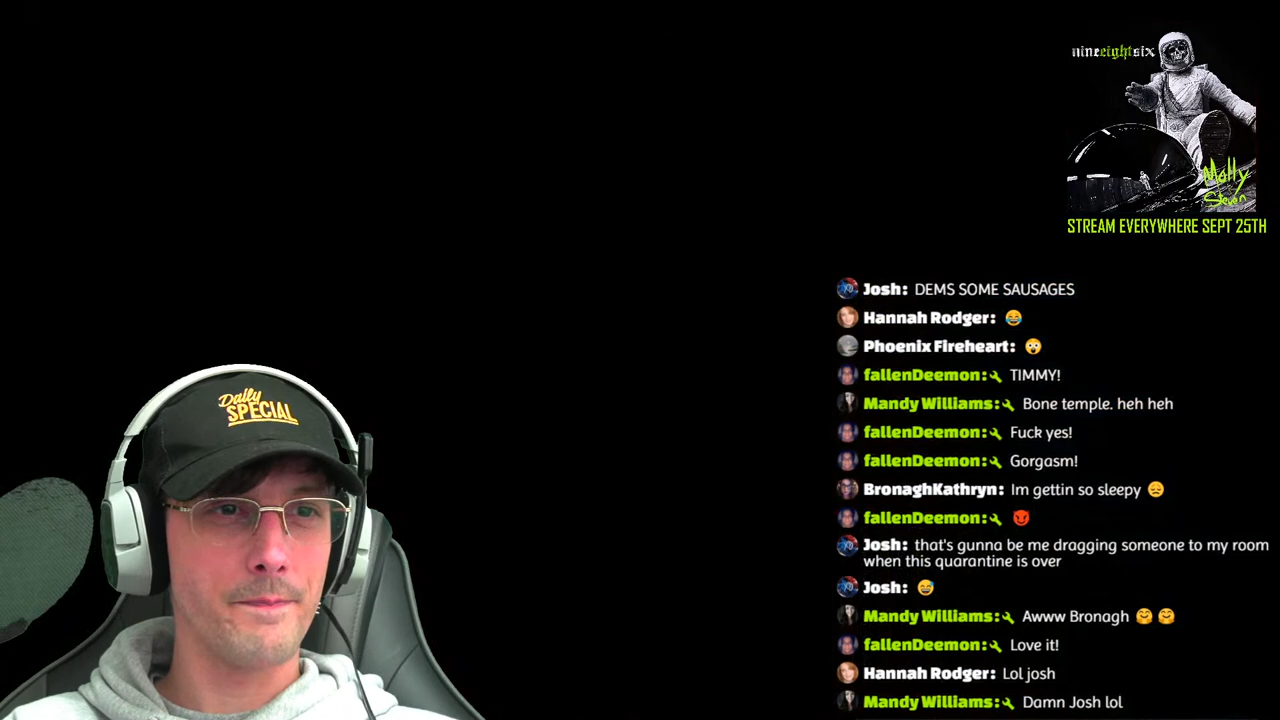 nineeightsix
Molly
Steven
STREAM EVERYWHERE SEPT 25TH
Josh: DEMS SOME SAUSAGES
Hannah Rodger: 😂
Phoenix Fireheart: 😲
fallenDeemon: TIMMY!
Mandy Williams: Bone temple. heh heh
fallenDeemon: Fuck yes!
fallenDeemon: Gorgasm!
BronaghKathryn: Im gettin so sleepy 😞
fallenDeemon: 😈
Josh: that's gunna be me dragging someone to my room
when this quarantine is over
Josh: 😅
Mandy Williams: Awww Bronagh 🤗 🤗
fallenDeemon: Love it!
Hannah Rodger: Lol josh
Mandy Williams: Damn Josh lol
Daily
SPECIAL